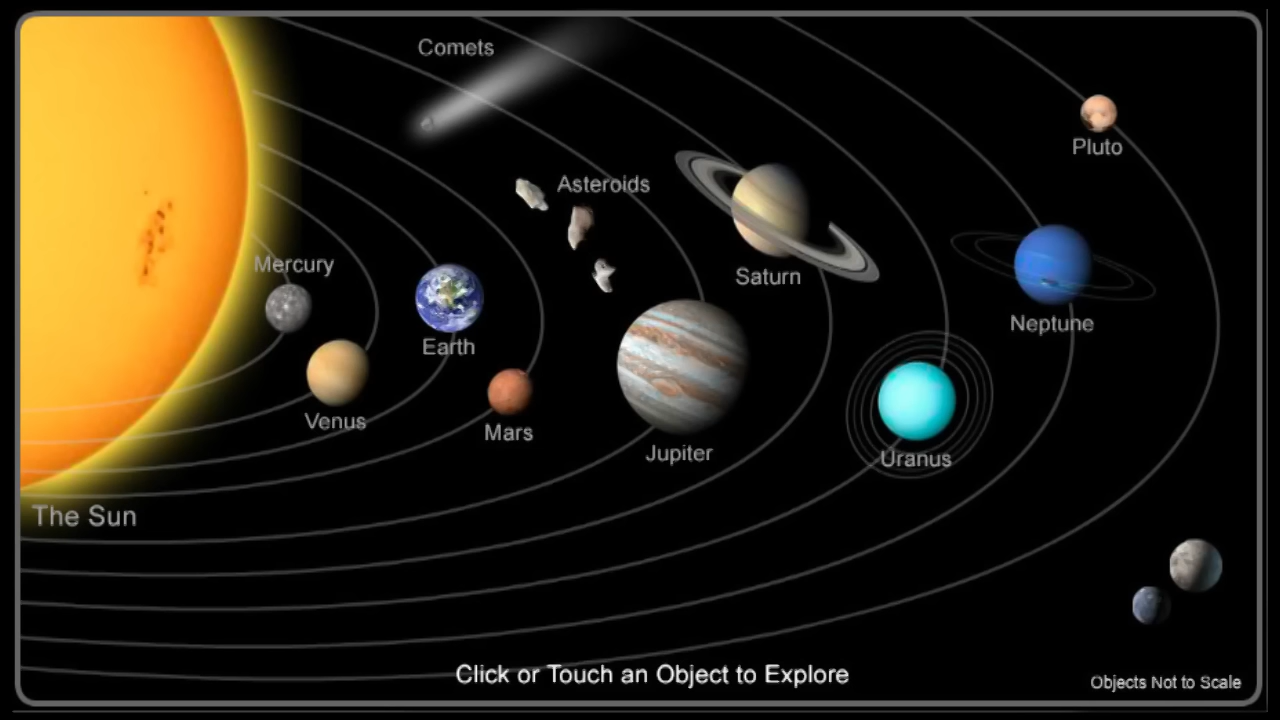 Comets
Pluto
Asteroids
Saturn
Mercury
Neptune
Earth
Venus
Mars
Jupiter
Uranus
The Sun
Click or Touch an Object to Explore
Objects Not to Scale